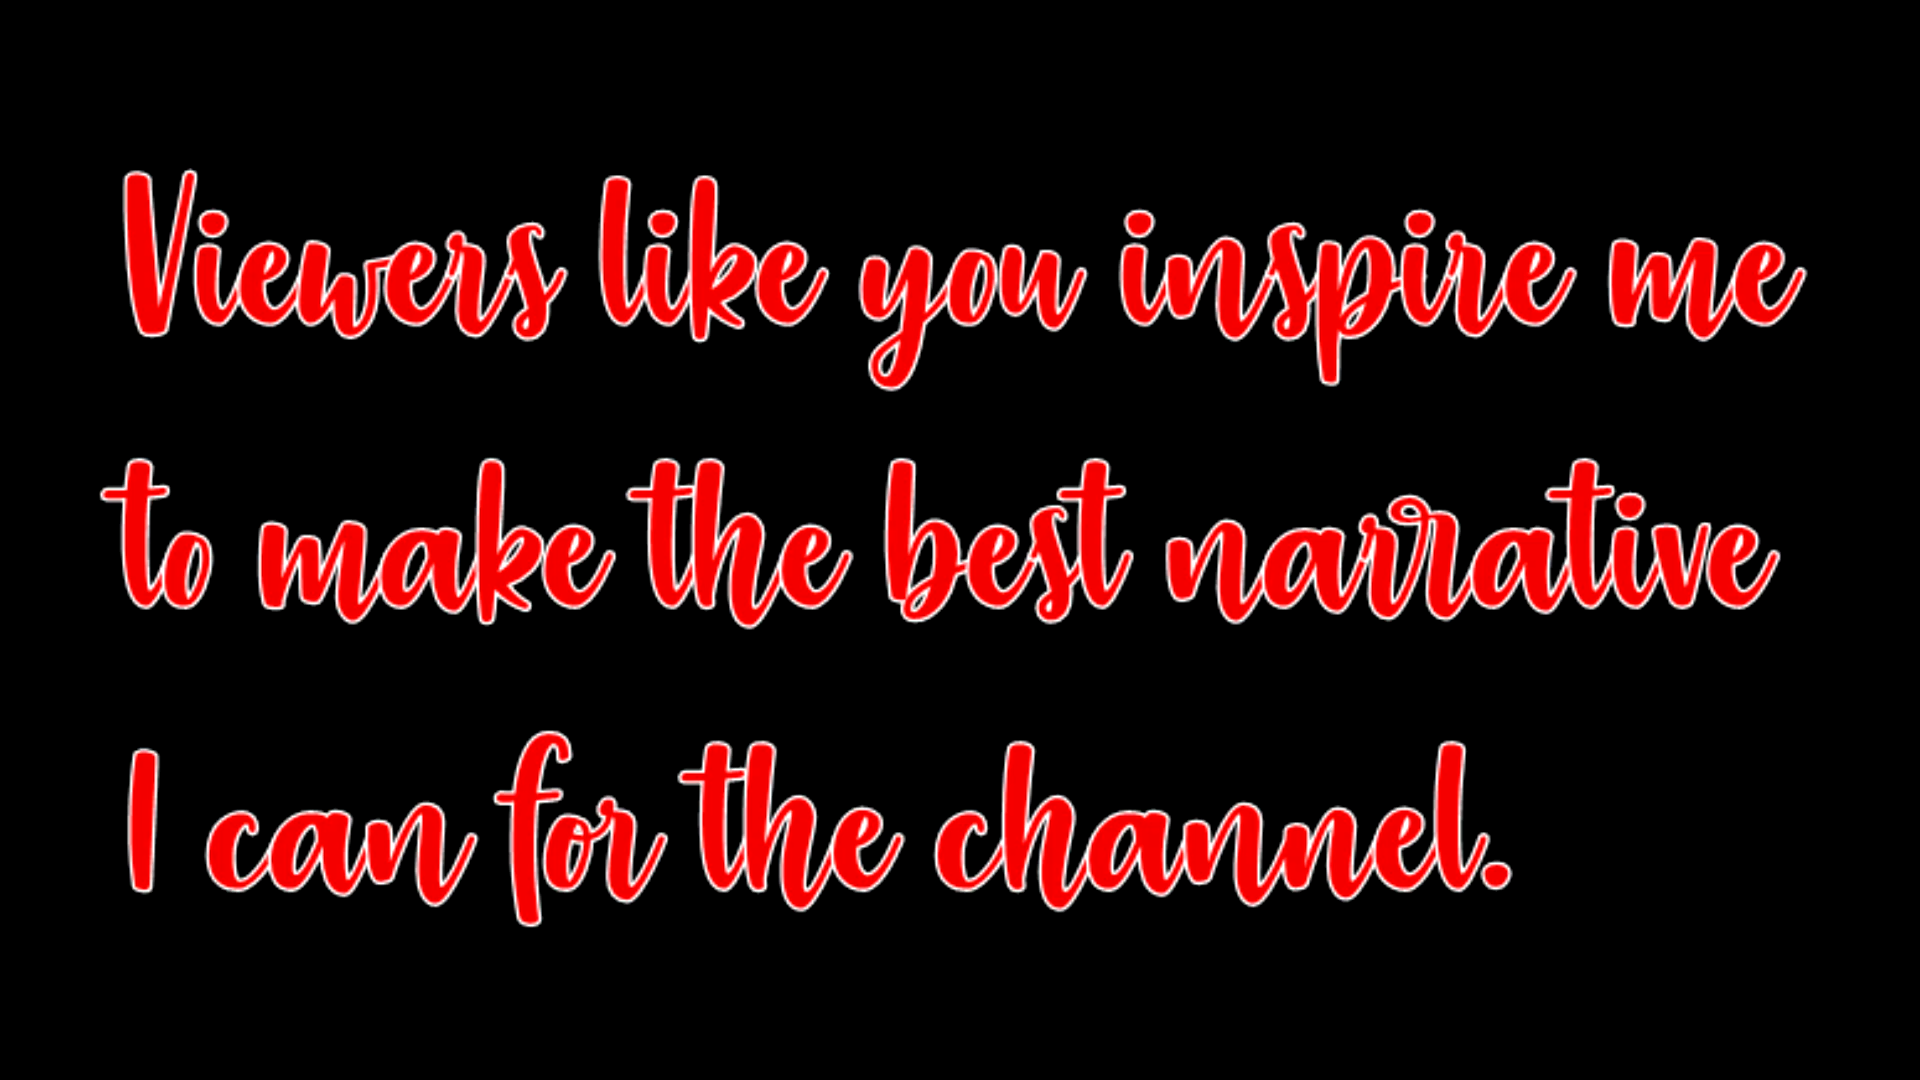 Viewers like you inspire me
to make the best narrative
I can for the channel.